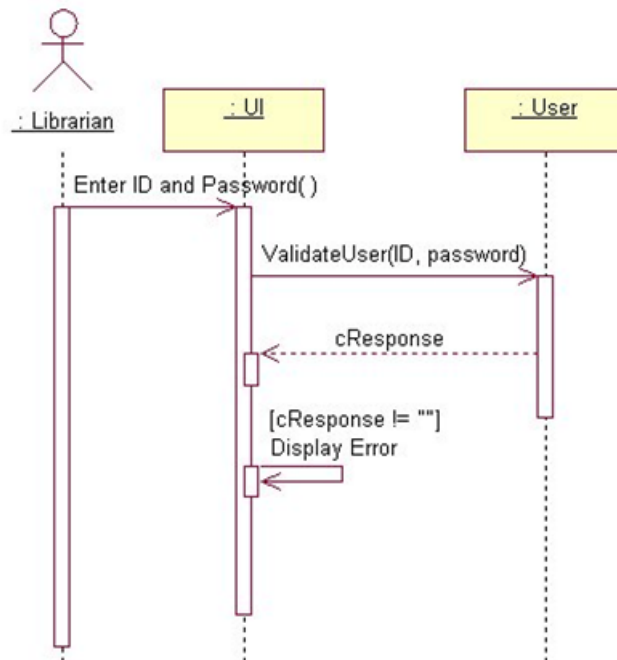 : Librarian
: UI
: User
Enter ID and Password( )
ValidateUser(ID, password)
cResponse
[cResponse != ""]
Display Error